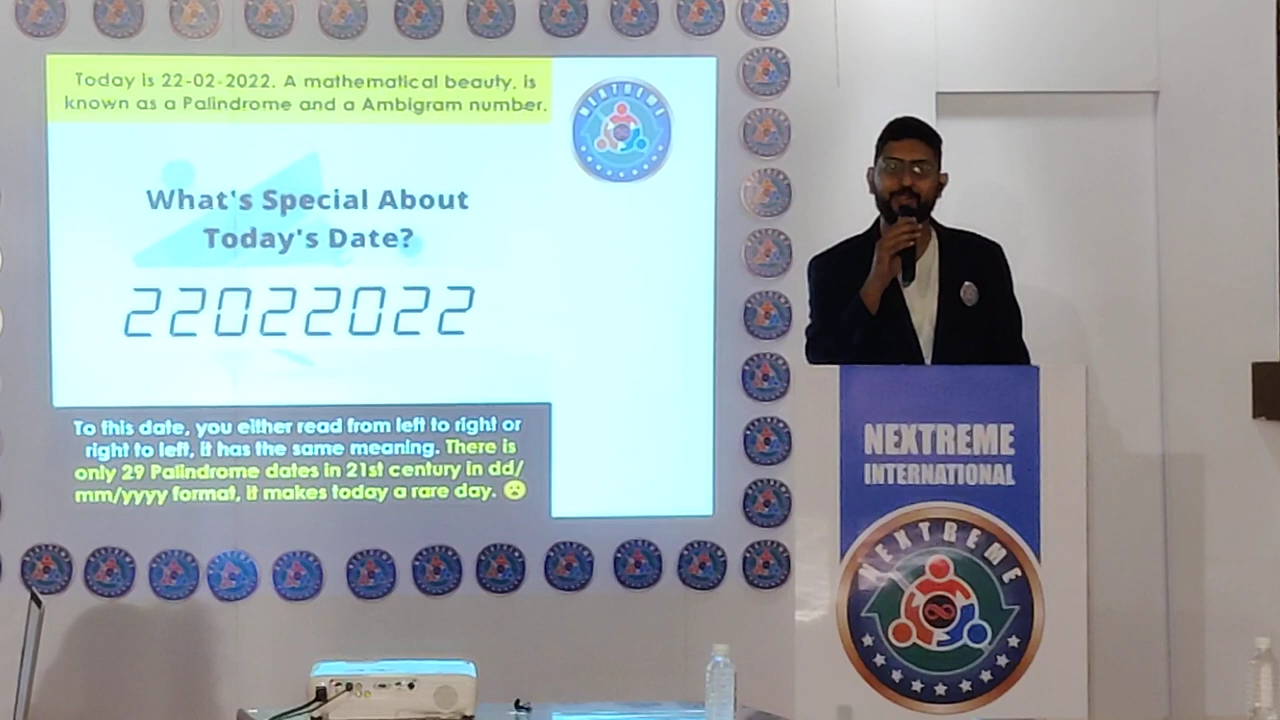 Today is 22-02-2022. A mathematical beauty, is
known as a Palindrome and a Ambigram number.
NEXTREME
What's Special About
Today's Date?
22022022
To this date, you either read from left to right or
right to left, it has the same meaning. There is
only 29 Palindrome dates in 21st century in dd/
mm/yyyy format, it makes today a rare day.
NEXTREME
INTERNATIONAL
NEXTREME